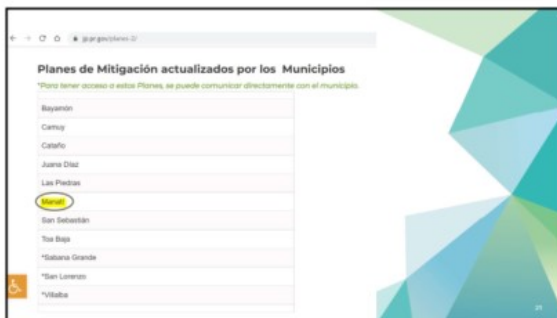 jp.pr.gov/planes-2/
Planes de Mitigación actualizados por los Municipios
*Para tener acceso a estos Planes, se puede comunicar directamente con el municipio.
Bayamón
Camuy
Cataño
Juana Díaz
Las Piedras
Manatí
San Sebastián
Toa Baja
*Sabana Grande
*San Lorenzo
*Villalba
21